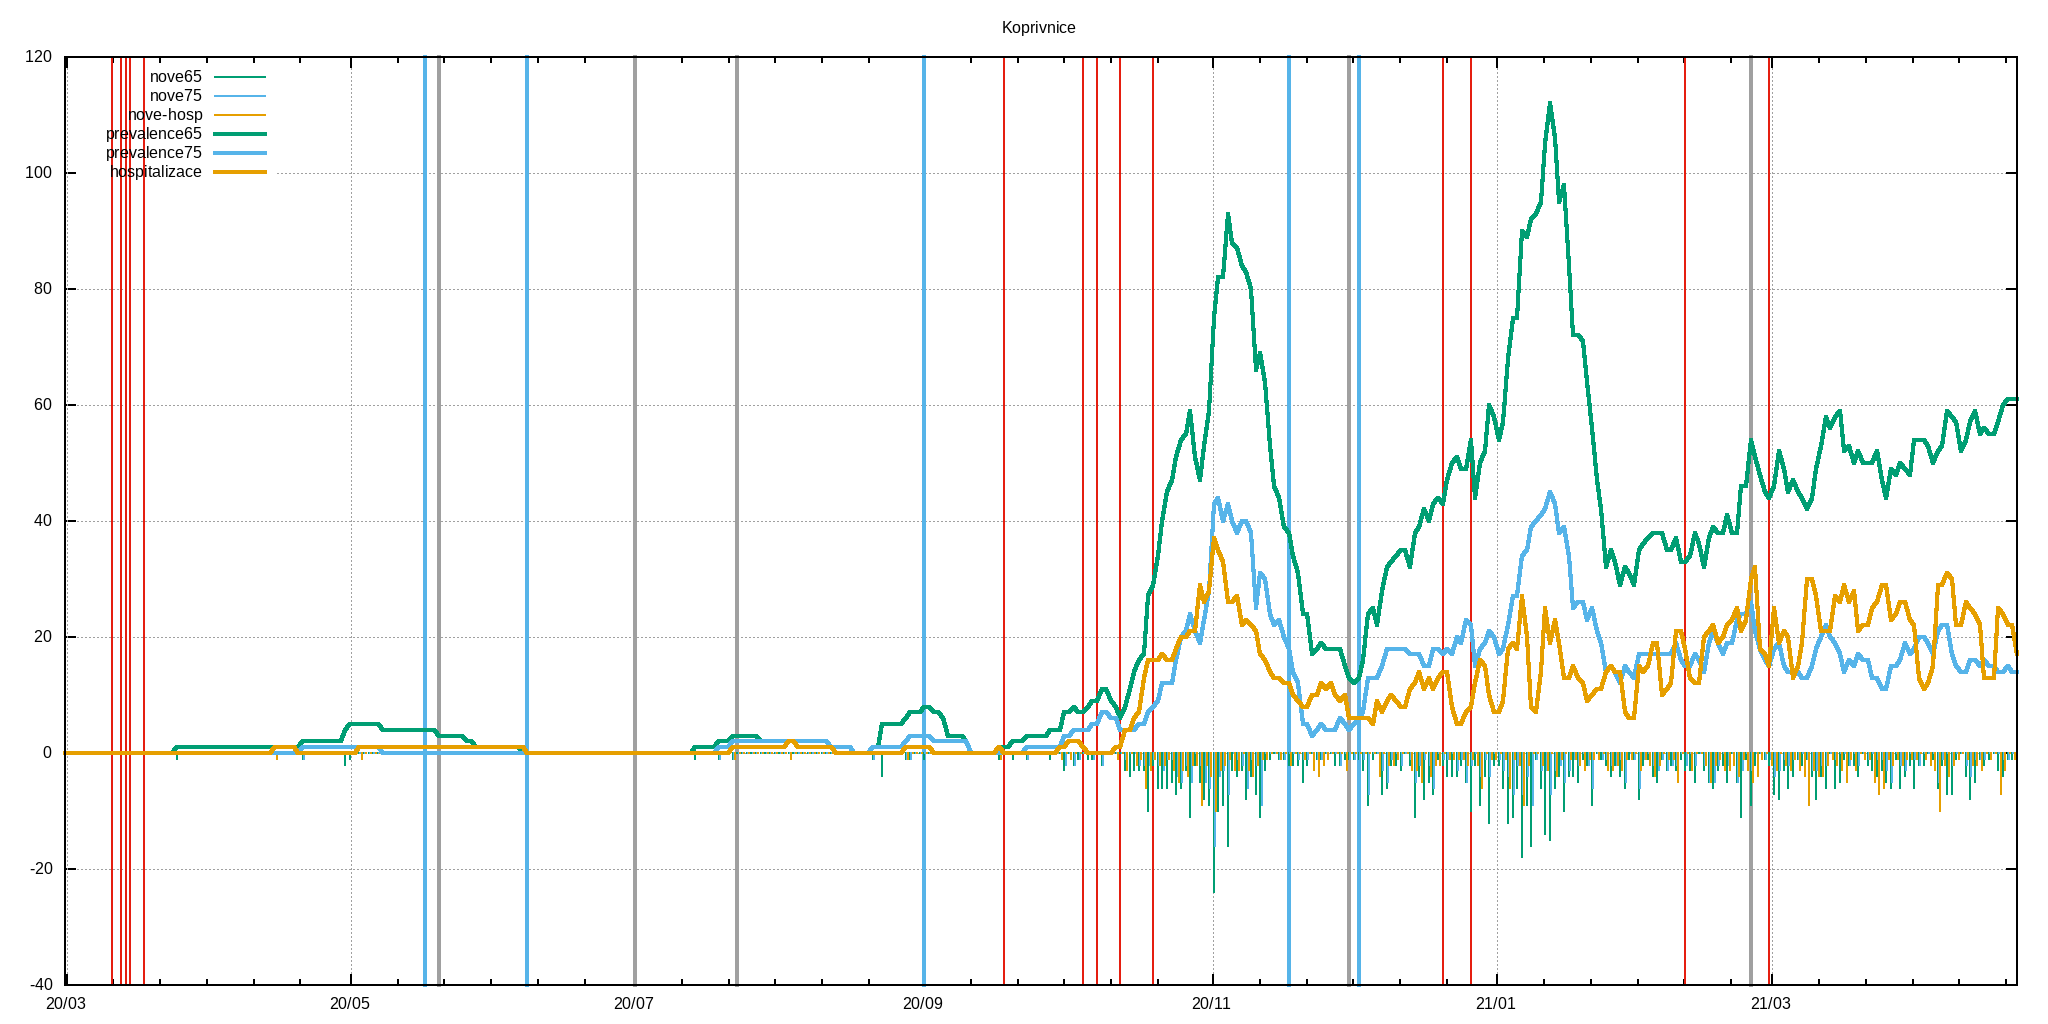 Koprivnice
120
100
80
60
40
20
0
-20
-40
nove65
nove75
nove-hosp
prevalence65
prevalence75
hospitalizace
20/03 20/05 20/07 20/09 20/11 21/01 21/03